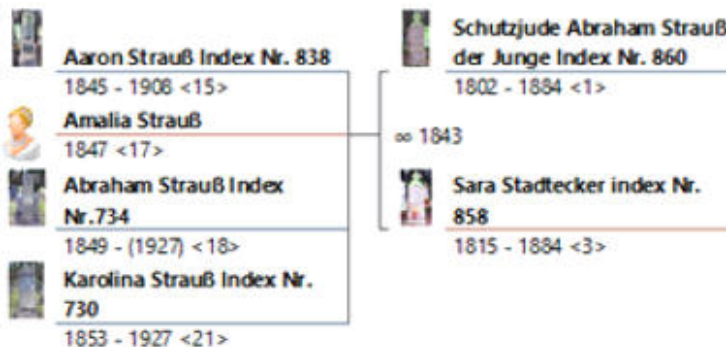 Aaron Strauß Index Nr. 838
1845 - 1908 <15>
Amalia Strauß
1847 <17>
Abraham Strauß Index
Nr.734
1849 - (1927) <18>
Karolina Strauß Index Nr.
730
1853 - 1927 <21>
Schutzjude Abraham Strauß
der Junge Index Nr. 860
1802 - 1884 <1>
∞ 1843
Sara Stadtecker index Nr.
858
1815 - 1884 <3>